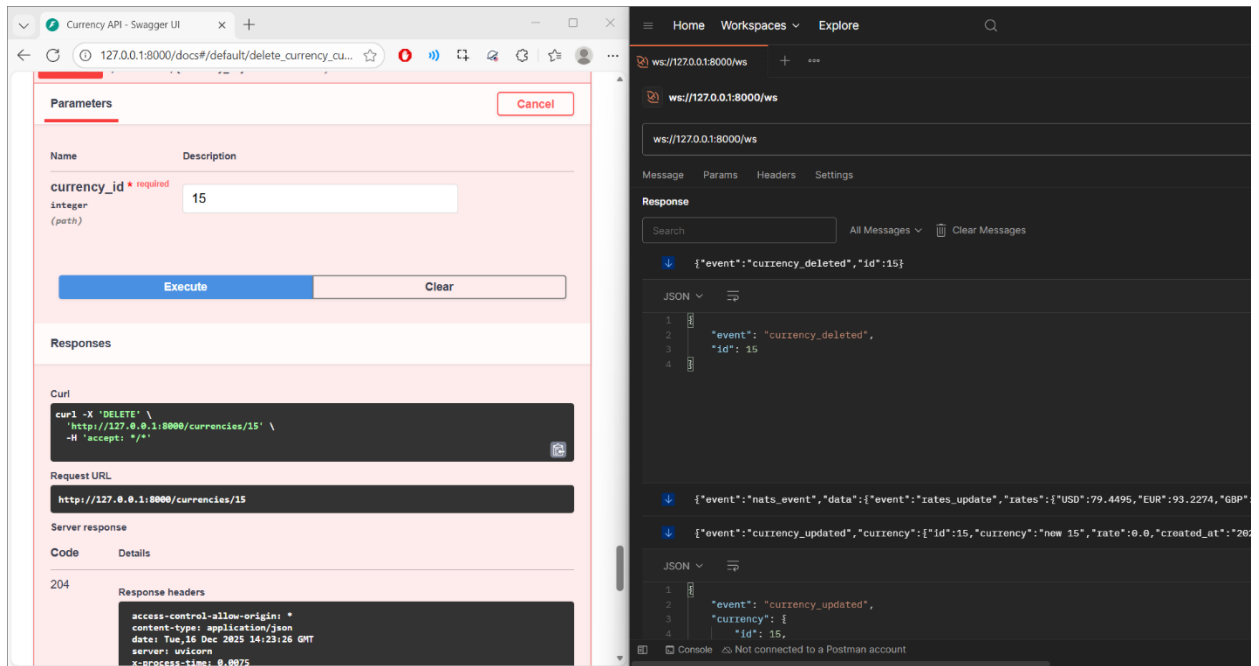 Currency API - Swagger UI
127.0.0.1:8000/docs#/default/delete_currency_cu...
Parameters
Cancel
Name Description
currency_id * required
integer
(path)
15
Execute Clear
Responses
Curl
curl -X 'DELETE' \
'http://127.0.0.1:8000/currencies/15' \
-H 'accept: */*'
Request URL
http://127.0.0.1:8000/currencies/15
Server response
Code Details
204
Response headers
access-control-allow-origin: *
content-type: application/json
date: Tue,16 Dec 2025 14:23:26 GMT
server: uvicorn
x-process-time: 0.0075
Home Workspaces Explore
ws://127.0.0.1:8000/ws
ws://127.0.0.1:8000/ws
ws://127.0.0.1:8000/ws
Message Params Headers Settings
Response
Search All Messages Clear Messages
{"event":"currency_deleted","id":15}
JSON
1 {
2 "event": "currency_deleted",
3 "id": 15
4 }
{"event":"nats_event","data":{"event":"rates_update","rates":{"USD":79.4495,"EUR":93.2274,"GBP":
{"event":"currency_updated","currency":{"id":15,"currency":"new 15","rate":0.0,"created_at":"202
JSON
1 {
2 "event": "currency_updated",
3 "currency": {
4 "id": 15,
Console Not connected to a Postman account